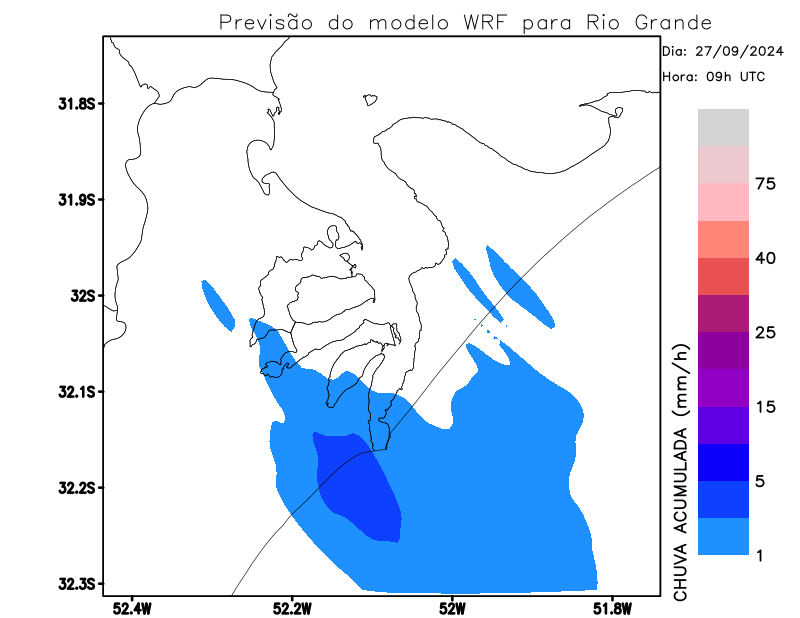 Previsão do modelo WRF para Rio Grande
Dia: 27/09/2024
Hora: 09h UTC
31.8S
31.9S
32S
32.1S
32.2S
32.3S
52.4W
52.2W
52W
51.8W
75
40
25
15
5
1
CHUVA ACUMULADA (mm/h)